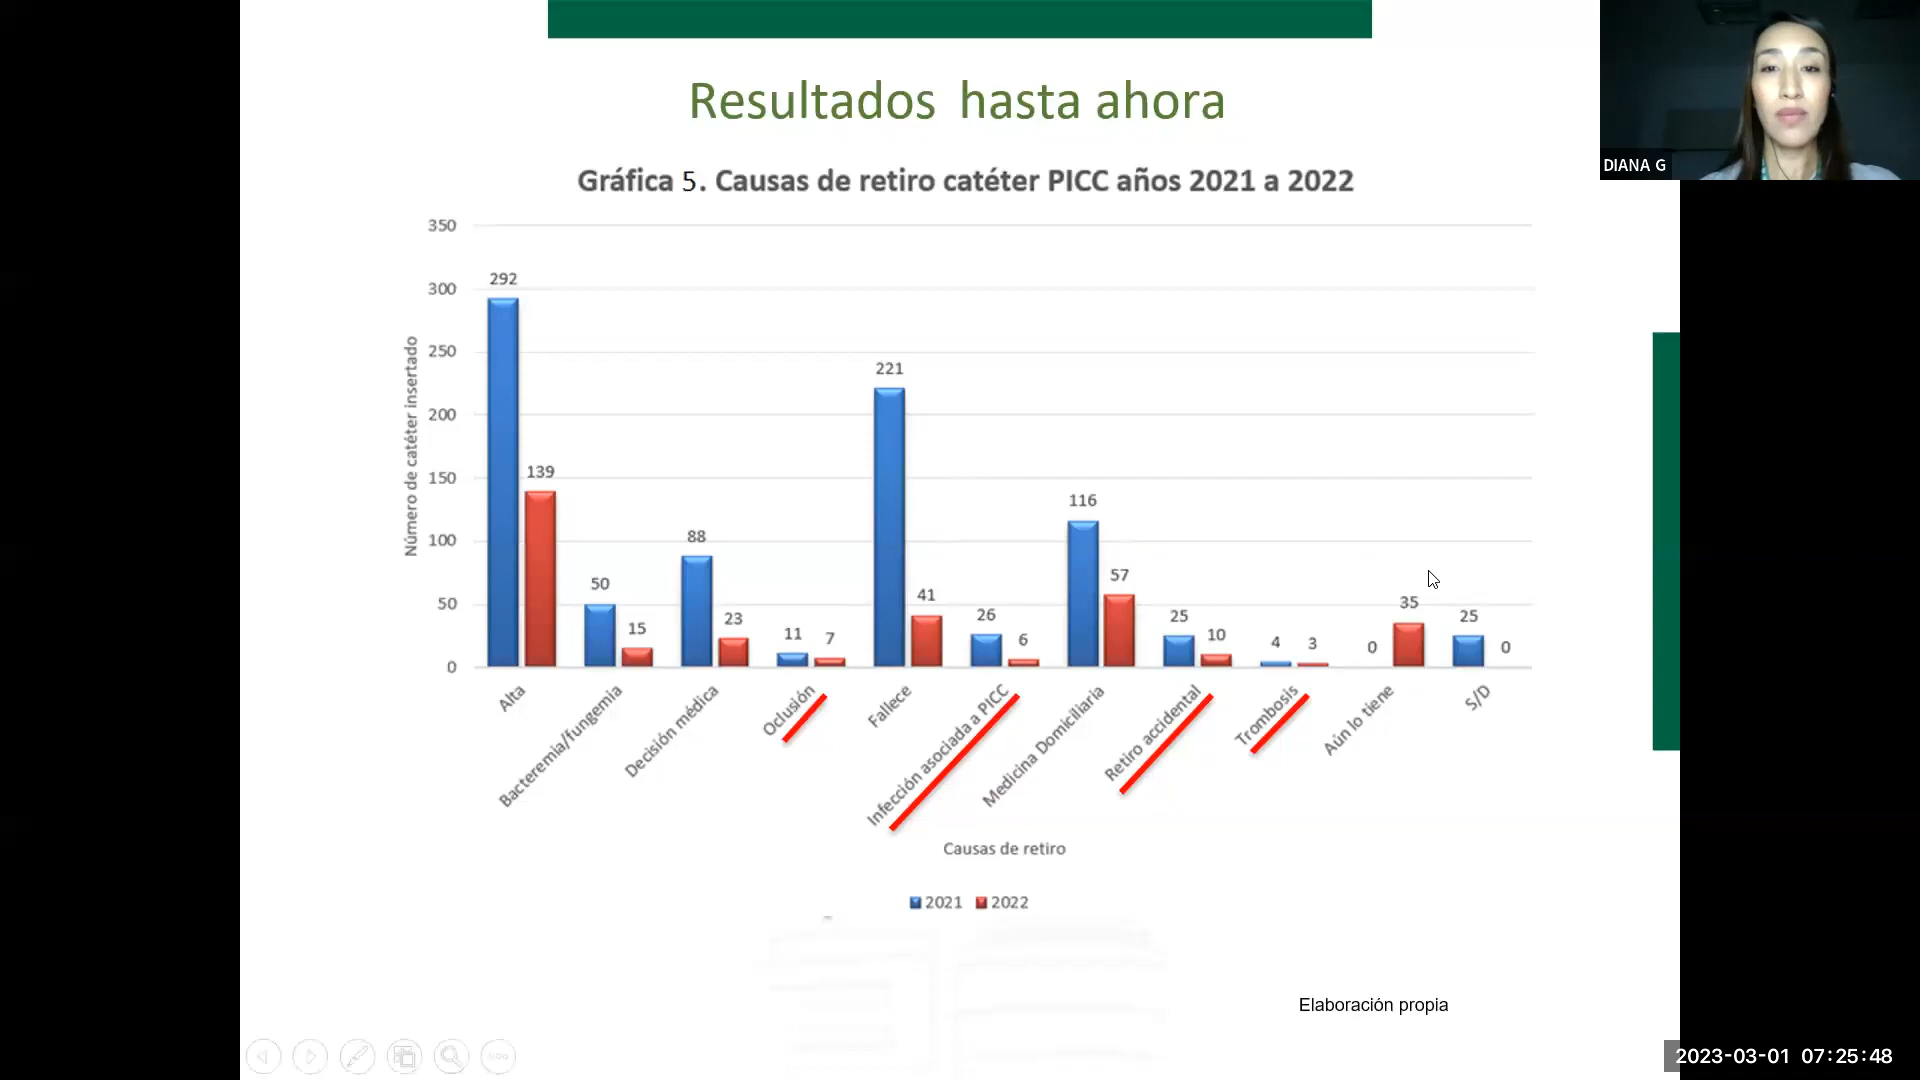 Resultados hasta ahora
DIANA G
Gráfica 5. Causas de retiro catéter PICC años 2021 a 2022
Número de catéter insertado
350
300
250
200
150
100
50
0
292
139
50
15
88
23
11
7
221
41
26
6
116
57
25
10
4
3
0
35
25
0
Alta
Bacteremia/fungemia
Decisión médica
Oclusión
Fallece
Infección asociada a PICC
Medicina Domiciliaria
Retiro accidental
Trombosis
Aún lo tiene
S/D
Causas de retiro
2021 2022
Elaboración propia
2023-03-01 07:25:48